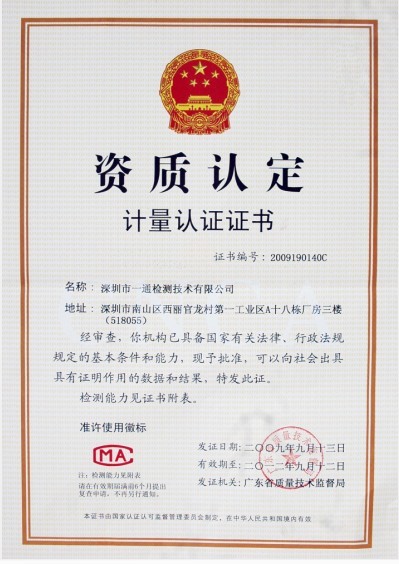 资质认定
计量认证证书
证书编号：2009190140C
名称：深圳市一通检测技术有限公司
地址：深圳市南山区西丽官龙村第一工业区A十八栋厂房三楼
（518055）
经审查，你机构已具备国家有关法律、行政法规
规定的基本条件和能力，现予批准，可以向社会出具
具有证明作用的数据和结果，特发此证。
检测能力见证书附表。
准许使用徽标
CMA
注：检测能力见附表
请在有效期届满前6个月提出
复查申请，不再另行通知。
发证日期：二〇〇九年九月十三日
有效期至：二〇一二年九月十二日
发证机关：广东省质量技术监督局
本证书由国家认证认可监督管理委员会制定，在中华人民共和国境内有效